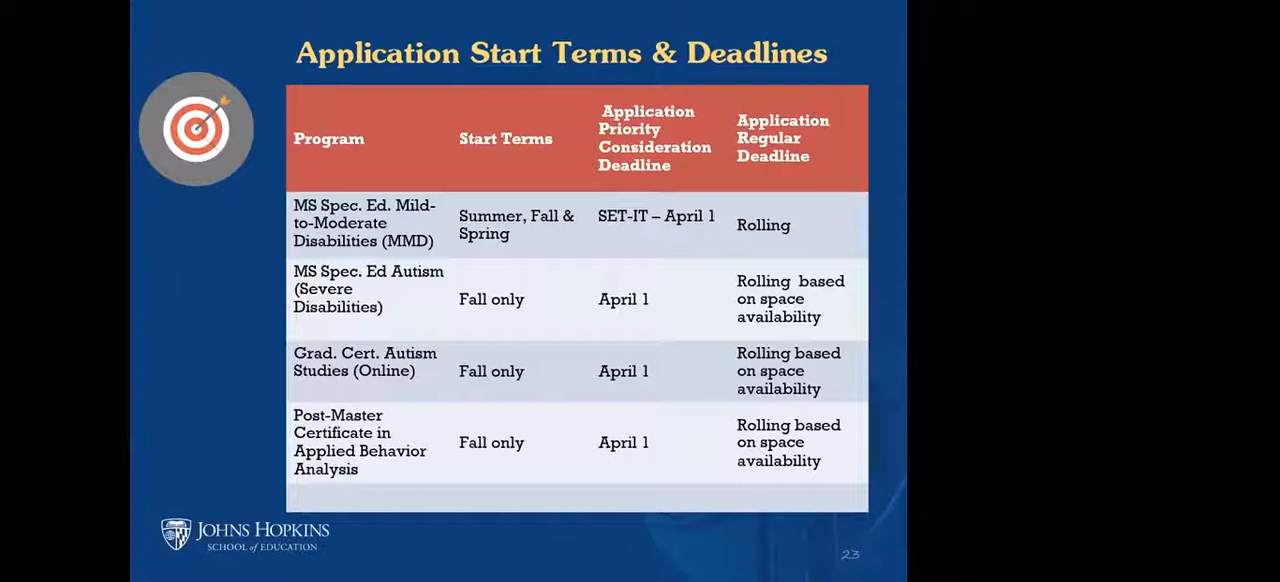 Application Start Terms & Deadlines
Program
Start Terms
Application
Priority
Consideration
Deadline
Application
Regular
Deadline
MS Spec. Ed. Mild-
to-Moderate
Disabilities (MMD)
Summer, Fall &
Spring
SET-IT – April 1
Rolling
MS Spec. Ed Autism
(Severe
Disabilities)
Fall only
April 1
Rolling based
on space
availability
Grad. Cert. Autism
Studies (Online)
Fall only
April 1
Rolling based
on space
availability
Post-Master
Certificate in
Applied Behavior
Analysis
Fall only
April 1
Rolling based
on space
availability
JOHNS HOPKINS
SCHOOL of EDUCATION
23